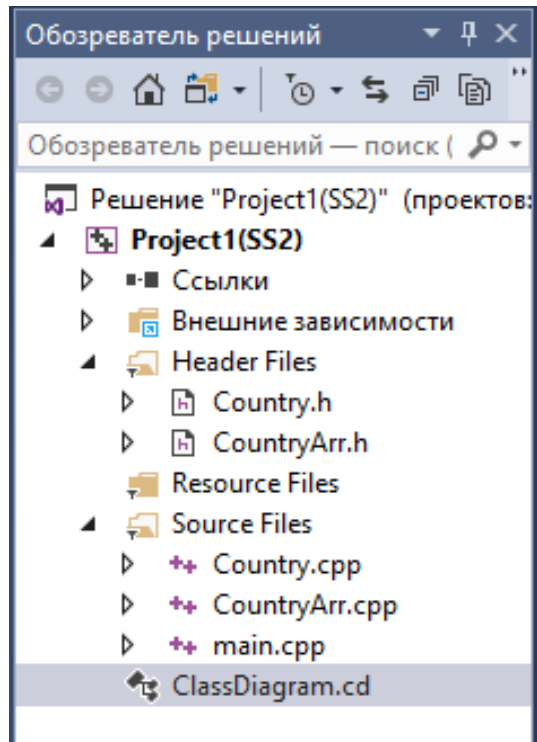 Обозреватель решений
Обозреватель решений — поиск (
Решение "Project1(SS2)" (проектов:
Project1(SS2)
Ссылки
Внешние зависимости
Header Files
Country.h
CountryArr.h
Resource Files
Source Files
Country.cpp
CountryArr.cpp
main.cpp
ClassDiagram.cd